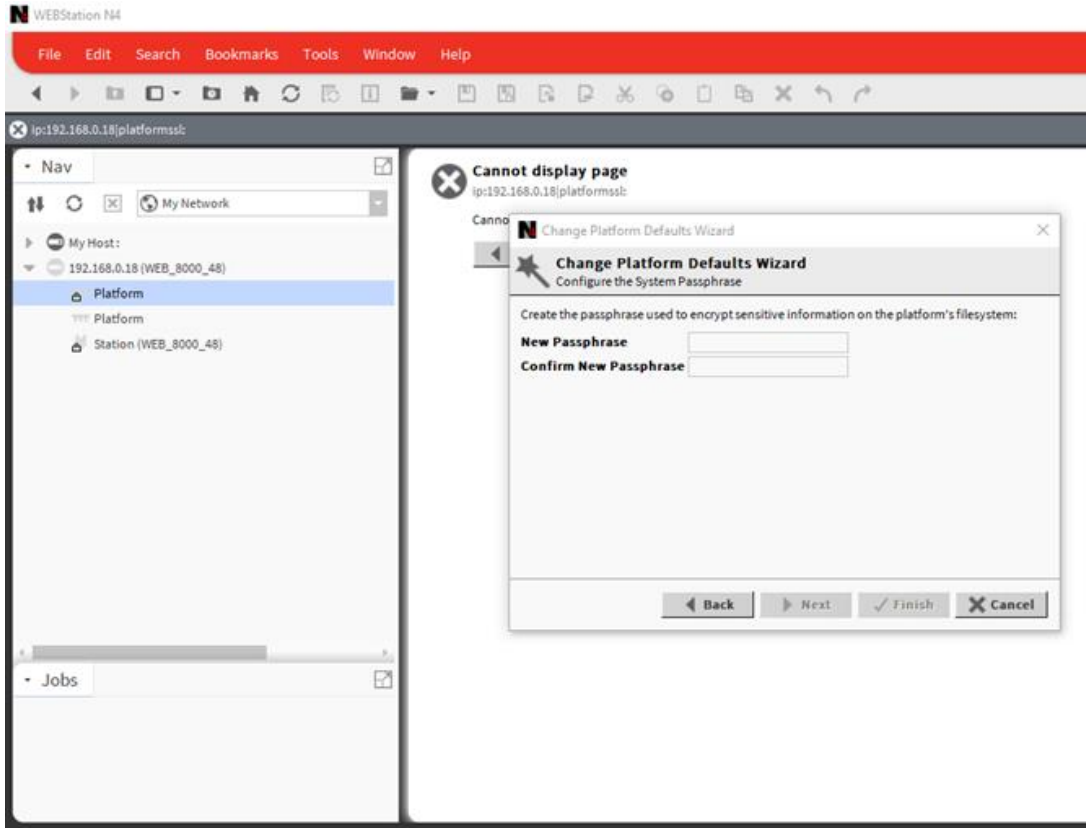 WEBStation N4
File Edit Search Bookmarks Tools Window Help
ip:192.168.0.18|platformssl:
Nav
My Network
My Host :
192.168.0.18 (WEB_8000_48)
Platform
Platform
Station (WEB_8000_48)
Jobs
Cannot display page
ip:192.168.0.18|platformssl:
Canno
Change Platform Defaults Wizard
Change Platform Defaults Wizard
Configure the System Passphrase
Create the passphrase used to encrypt sensitive information on the platform's filesystem:
New Passphrase
Confirm New Passphrase
Back Next Finish Cancel